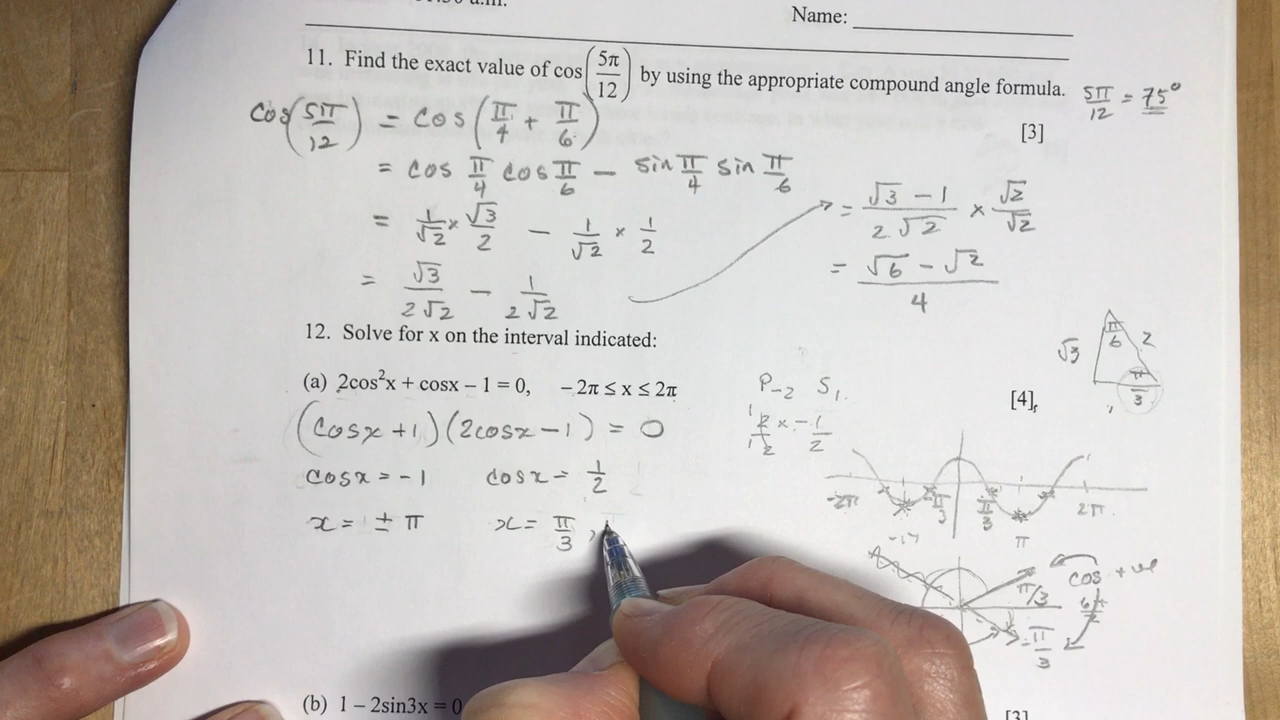 Name:
11. Find the exact value of cos(5π/12) by using the appropriate compound angle formula. 5π/12 = 75°
[3]
cos(5π/12) = cos(π/4 + π/6)
= cos π/4 cos π/6 − sin π/4 sin π/6
= 1/√2 × √3/2 − 1/√2 × 1/2
= √3/2√2 − 1/2√2
= √3 − 1/2√2 × √2/√2
= √6 − √2/4
12. Solve for x on the interval indicated:
(a) 2cos²x + cosx − 1 = 0, − 2π ≤ x ≤ 2π
[4]
P −2 S 1.
(cosx + 1)(2cosx − 1) = 0
cosx = −1 cosx = 1/2
x = ± π x = π/3 ,
√3 π/6 2
π/3
-2π π/3 π/3 2π
π
cos +ve
π/3
-π/3
(b) 1 – 2sin3x = 0
[3]